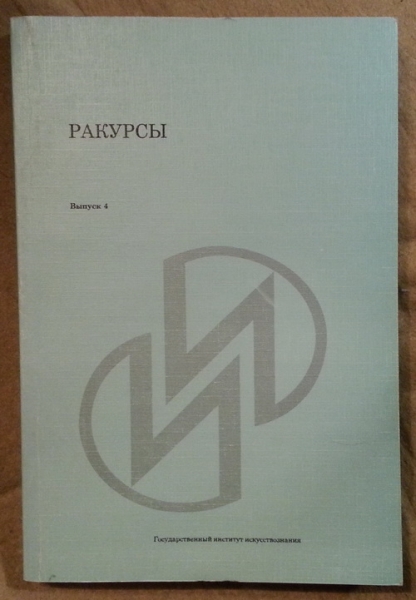 РАКУРСЫ
Выпуск 4
Государственный институт искусствознания